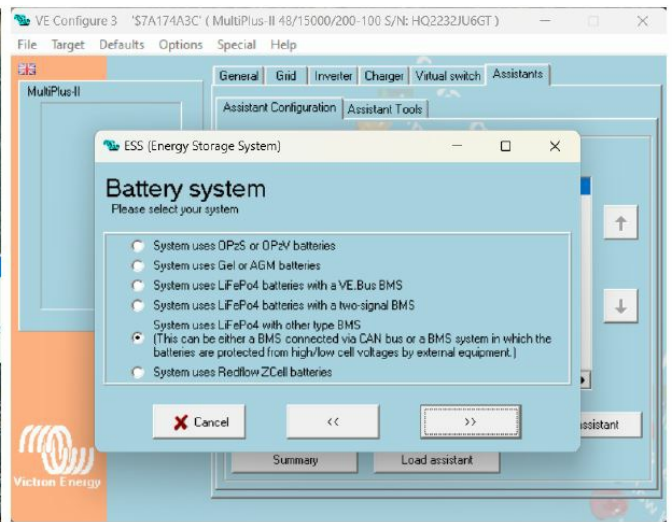 VE Configure 3 'S7A174A3C' ( MultiPlus-II 48/15000/200-100 S/N: HQ2232JU6GT )
File Target Defaults Options Special Help
General Grid Inverter Charger Virtual switch Assistants
MultiPlus-II
Assistant Configuration Assistant Tools
ESS (Energy Storage System)
Battery system
Please select your system
System uses OPzS or OPzV batteries
System uses Gel or AGM batteries
System uses LiFePo4 batteries with a VE.Bus BMS
System uses LiFePo4 batteries with a two-signal BMS
System uses LiFePo4 with other type BMS
(This can be either a BMS connected via CAN bus or a BMS system in which the
batteries are protected from high/low cell voltages by external equipment.)
System uses Redflow ZCell batteries
Cancel << >>
ssistant
Summary Load assistant
Victron Energy